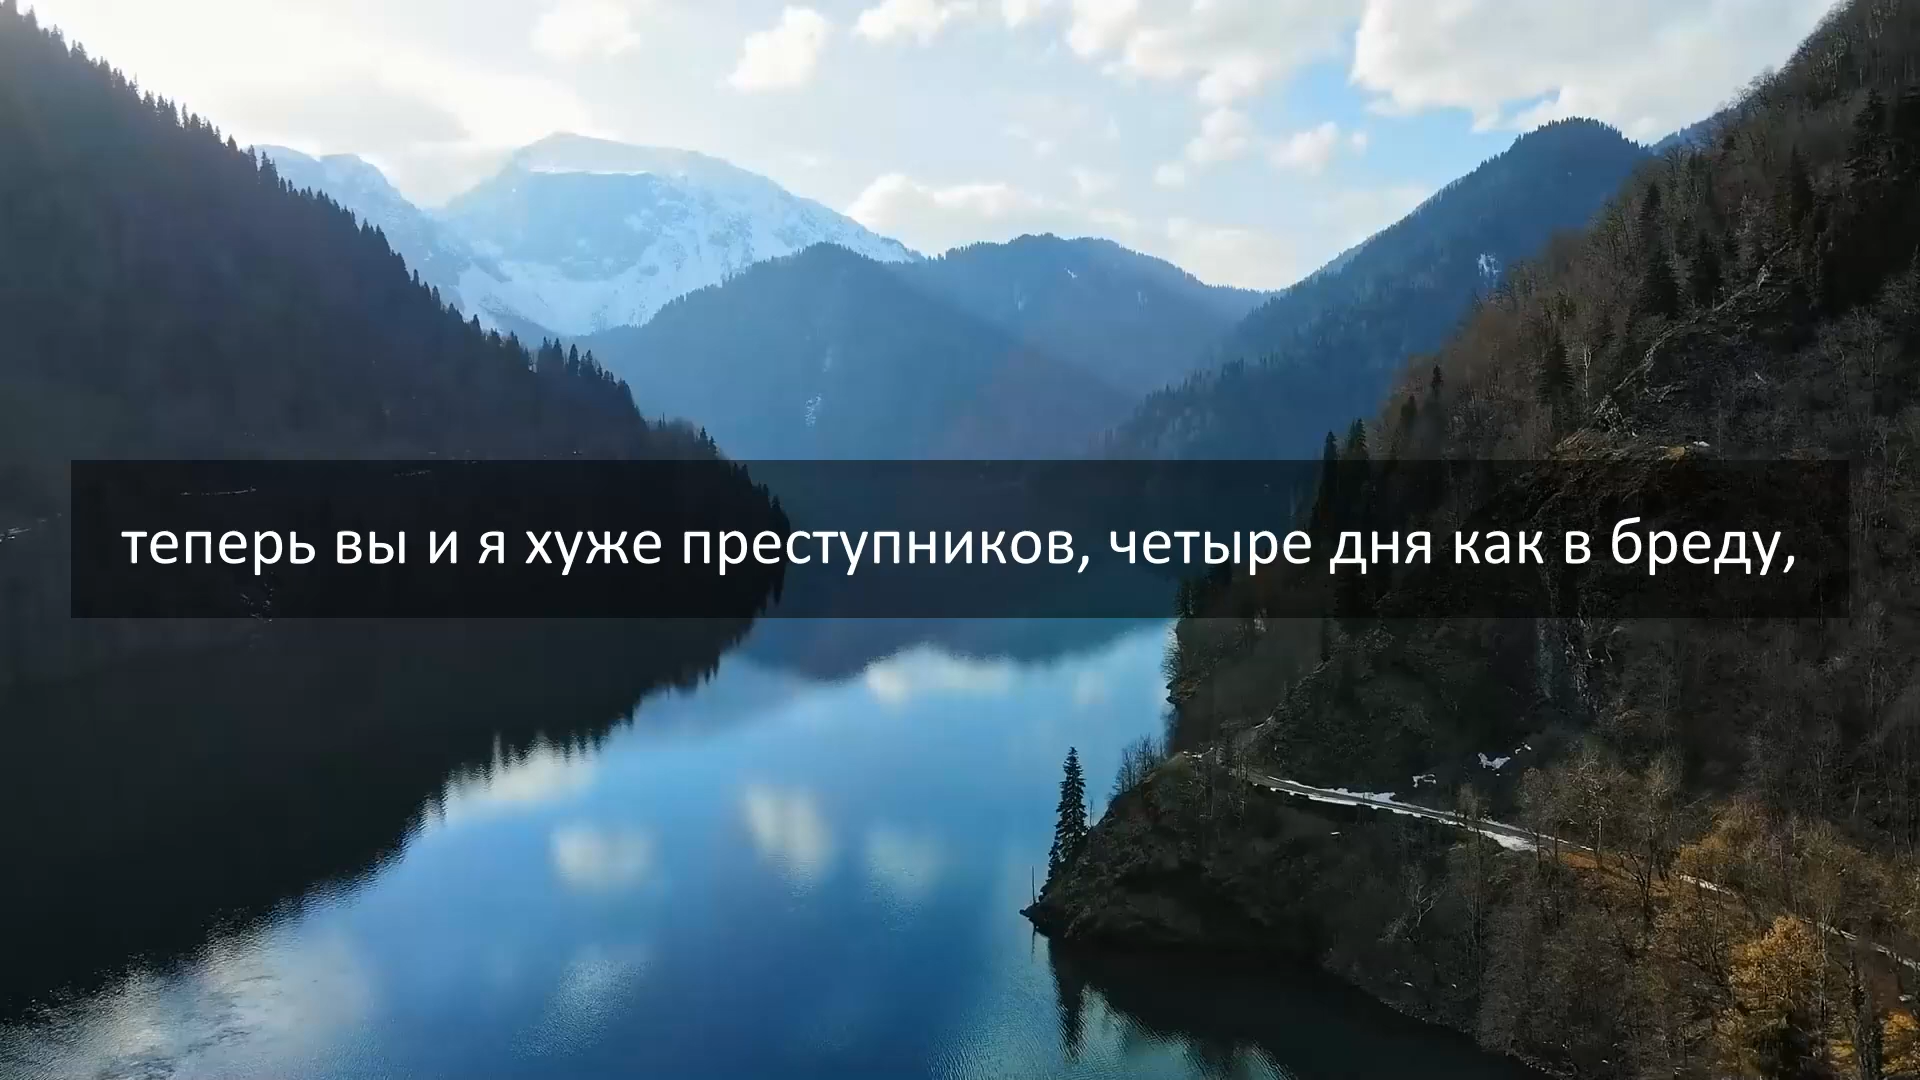 теперь вы и я хуже преступников, четыре дня как в бреду,